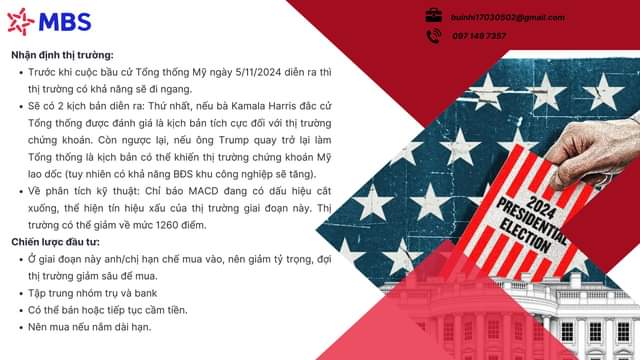 MBS
buinhi17030502@gmail.com
097 149 7357
Nhận định thị trường:
Trước khi cuộc bầu cử Tổng thống Mỹ ngày 5/11/2024 diễn ra thì
thị trường có khả năng sẽ đi ngang.
Sẽ có 2 kịch bản diễn ra: Thứ nhất, nếu bà Kamala Harris đắc cử
Tổng thống được đánh giá là kịch bản tích cực đối với thị trường
chứng khoán. Còn ngược lại, nếu ông Trump quay trở lại làm
Tổng thống là kịch bản có thể khiến thị trường chứng khoán Mỹ
lao dốc (tuy nhiên có khả năng BĐS khu công nghiệp sẽ tăng).
Về phân tích kỹ thuật: Chỉ báo MACD đang có dấu hiệu cắt
xuống, thể hiện tín hiệu xấu của thị trường giai đoạn này. Thị
trường có thể giảm về mức 1260 điểm.
Chiến lược đầu tư:
Ở giai đoạn này anh/chị hạn chế mua vào, nên giảm tỷ trọng, đợi
thị trường giảm sâu để mua.
Tập trung nhóm trụ và bank
Có thể bán hoặc tiếp tục cầm tiền.
Nên mua nếu nắm dài hạn.
2024
PRESIDENTIAL
ELECTION